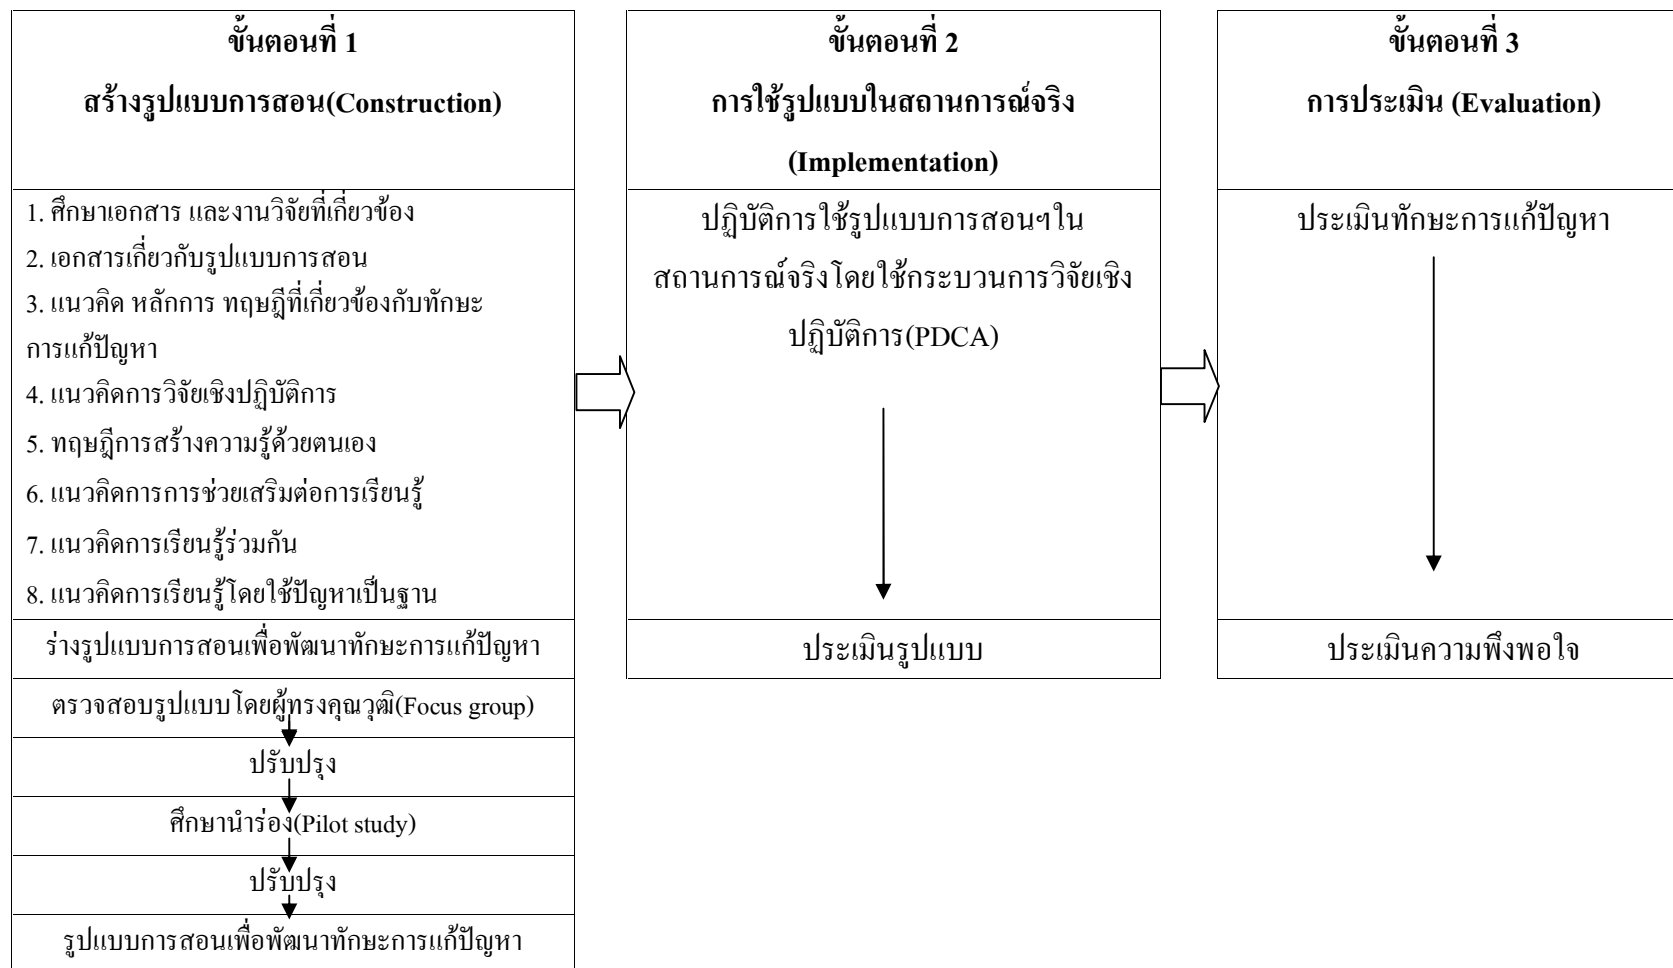 ขั้นตอนที่ 1
สร้างรูปแบบการสอน(Construction)
1. ศึกษาเอกสาร และงานวิจัยที่เกี่ยวข้อง
2. เอกสารเกี่ยวกับรูปแบบการสอน
3. แนวคิด หลักการ ทฤษฎีที่เกี่ยวข้องกับทักษะ
การแก้ปัญหา
4. แนวคิดการวิจัยเชิงปฏิบัติการ
5. ทฤษฎีการสร้างความรู้ด้วยตนเอง
6. แนวคิดการการช่วยเสริมต่อการเรียนรู้
7. แนวคิดการเรียนรู้ร่วมกัน
8. แนวคิดการเรียนรู้โดยใช้ปัญหาเป็นฐาน
ร่างรูปแบบการสอนเพื่อพัฒนาทักษะการแก้ปัญหา
ตรวจสอบรูปแบบโดยผู้ทรงคุณวุฒิ(Focus group)
ปรับปรุง
ศึกษานำร่อง(Pilot study)
ปรับปรุง
รูปแบบการสอนเพื่อพัฒนาทักษะการแก้ปัญหา
ขั้นตอนที่ 2
การใช้รูปแบบในสถานการณ์จริง
(Implementation)
ปฏิบัติการใช้รูปแบบการสอนฯใน
สถานการณ์จริงโดยใช้กระบวนการวิจัยเชิง
ปฏิบัติการ(PDCA)
ประเมินรูปแบบ
ขั้นตอนที่ 3
การประเมิน (Evaluation)
ประเมินทักษะการแก้ปัญหา
ประเมินความพึงพอใจ